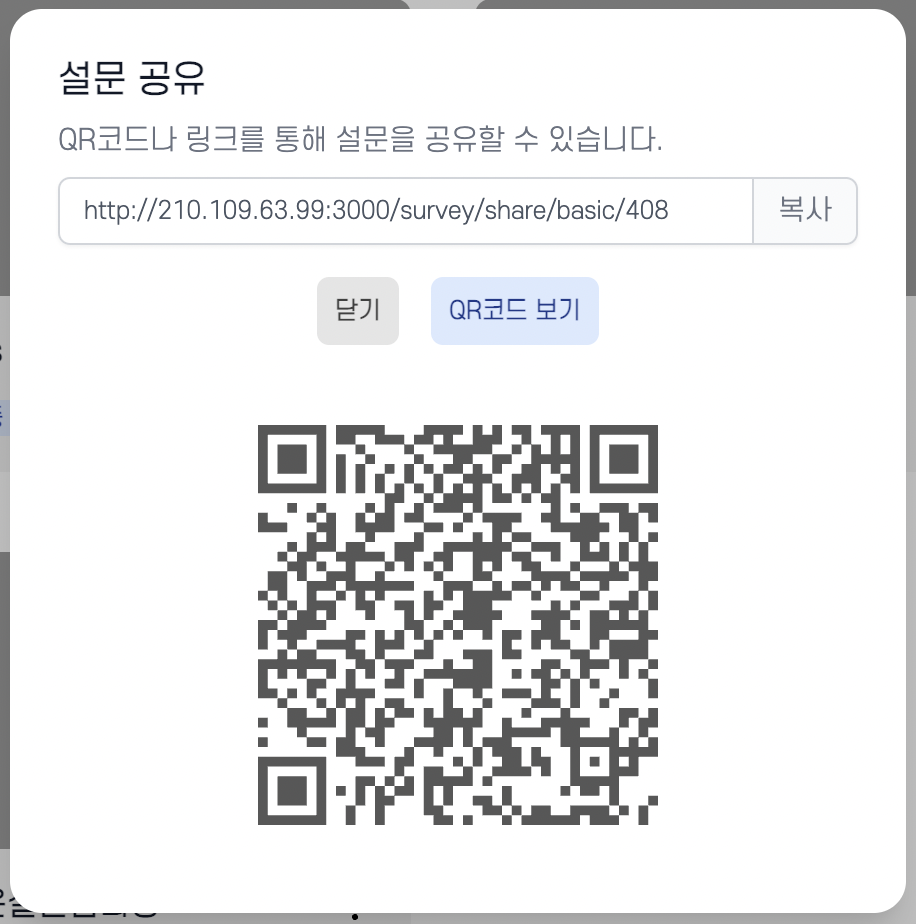 설문 공유
QR코드나 링크를 통해 설문을 공유할 수 있습니다.
http://210.109.63.99:3000/survey/share/basic/408
복사
닫기
QR코드 보기